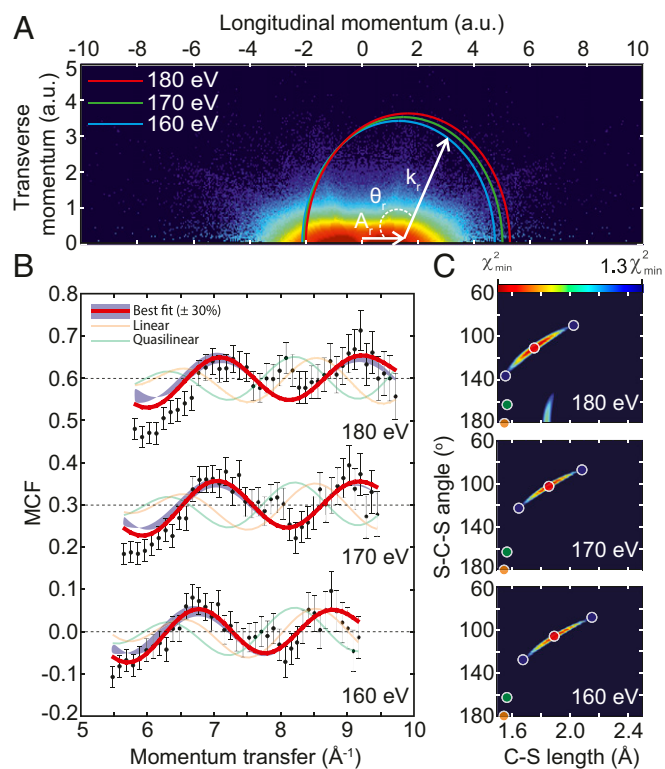 A
Longitudinal momentum (a.u.)
-10 -8 -6 -4 -2 0 2 4 6 8 10
Transverse
momentum (a.u.)
5
4
3
2
1
0
180 eV
170 eV
160 eV
k_r
θ_r
A_r
B
Best fit (± 30%)
Linear
Quasilinear
MCF
0.8
0.7
0.6
0.5
0.4
0.3
0.2
0.1
0.0
-0.1
-0.2
180 eV
170 eV
160 eV
5 6 7 8 9 10
Momentum transfer (Å⁻¹)
C
χ²min 1.3χ²min
S-C-S angle (º)
60
100
140
180
180 eV
60
100
140
180
170 eV
60
100
140
180
160 eV
1.6 2.0 2.4
C-S length (Å)